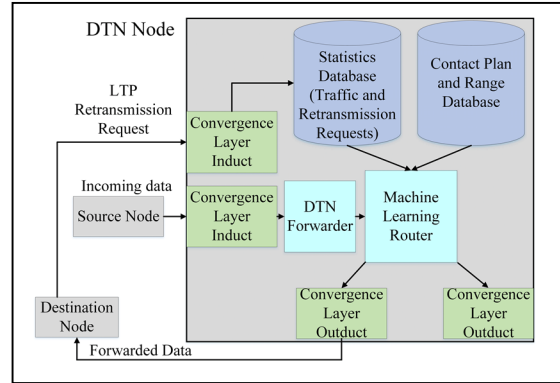 DTN Node
LTP
Retransmission
Request
Statistics
Database
(Traffic and
Retransmission
Requests)
Contact Plan
and Range
Database
Convergence
Layer
Induct
Incoming data
Source Node
Convergence
Layer
Induct
DTN
Forwarder
Machine
Learning
Router
Destination
Node
Convergence
Layer
Outduct
Convergence
Layer
Outduct
Forwarded Data